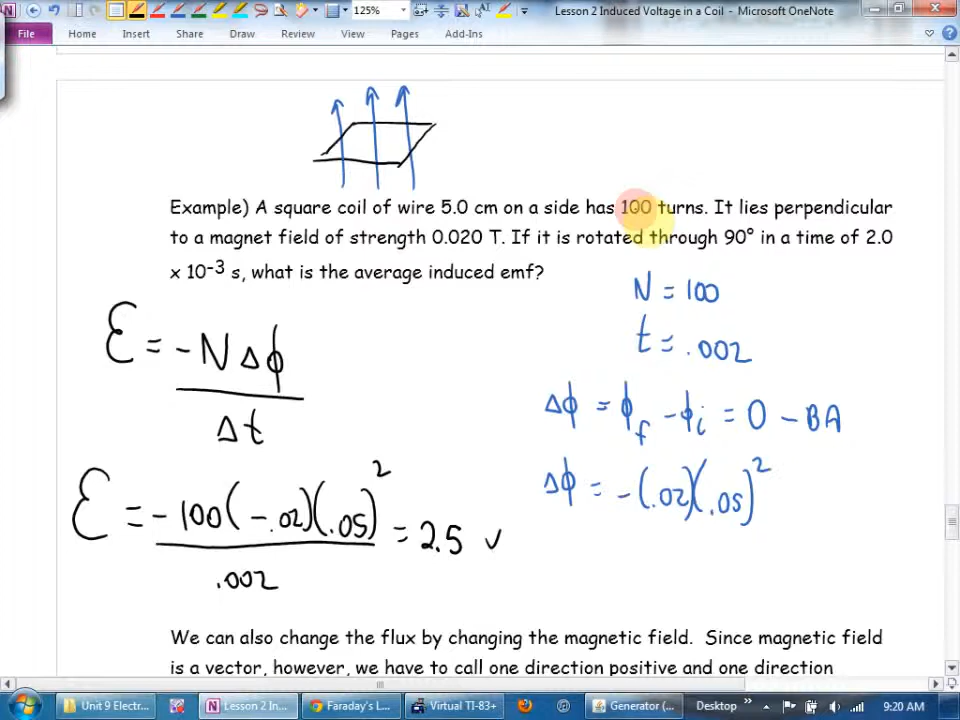 125%
Lesson 2 Induced Voltage in a Coil - Microsoft OneNote
File Home Insert Share Draw Review View Pages Add-Ins
Example) A square coil of wire 5.0 cm on a side has 100 turns. It lies perpendicular
to a magnet field of strength 0.020 T. If it is rotated through 90° in a time of 2.0
x 10⁻³ s, what is the average induced emf?
N = 100
t = .002
ℰ = -NΔϕ
Δt
Δϕ = ϕf - ϕi = 0 - BA
Δϕ = -(.02)(.05)²
ℰ = -100(-.02)(.05)² = 2.5 V
.002
We can also change the flux by changing the magnetic field. Since magnetic field
is a vector, however, we have to call one direction positive and one direction
Unit 9 Electr... Lesson 2 In... Faraday's L... Virtual TI-83+ Generator (... Desktop » 9:20 AM